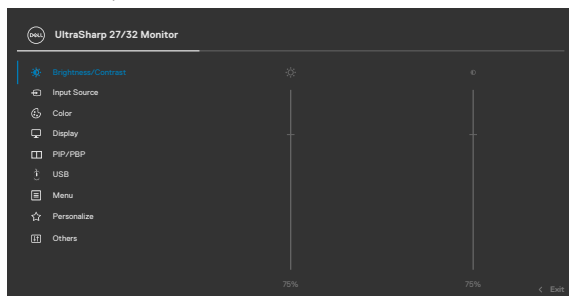 DELL UltraSharp 27/32 Monitor
Brightness/Contrast
Input Source
Color
Display
PIP/PBP
USB
Menu
Personalize
Others
75% 75%
< Exit